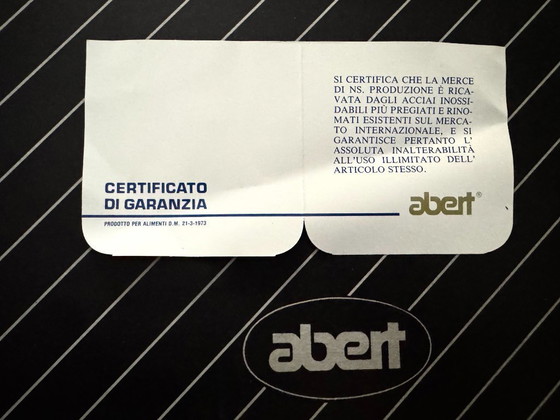 SI CERTIFICA CHE LA MERCE
DI NS. PRODUZIONE È RICA-
VATA DAGLI ACCIAI INOSSI-
DABILI PIÙ PREGIATI E RINO-
MATI ESISTENTI SUL MERCA-
TO INTERNAZIONALE, E SI
GARANTISCE PERTANTO L'
ASSOLUTA INALTERABILITÀ
ALL'USO ILLIMITATO DELL'
ARTICOLO STESSO.
CERTIFICATO
DI GARANZIA
PRODOTTO PER ALIMENTI D.M. 21-3-1973
abert®
abert